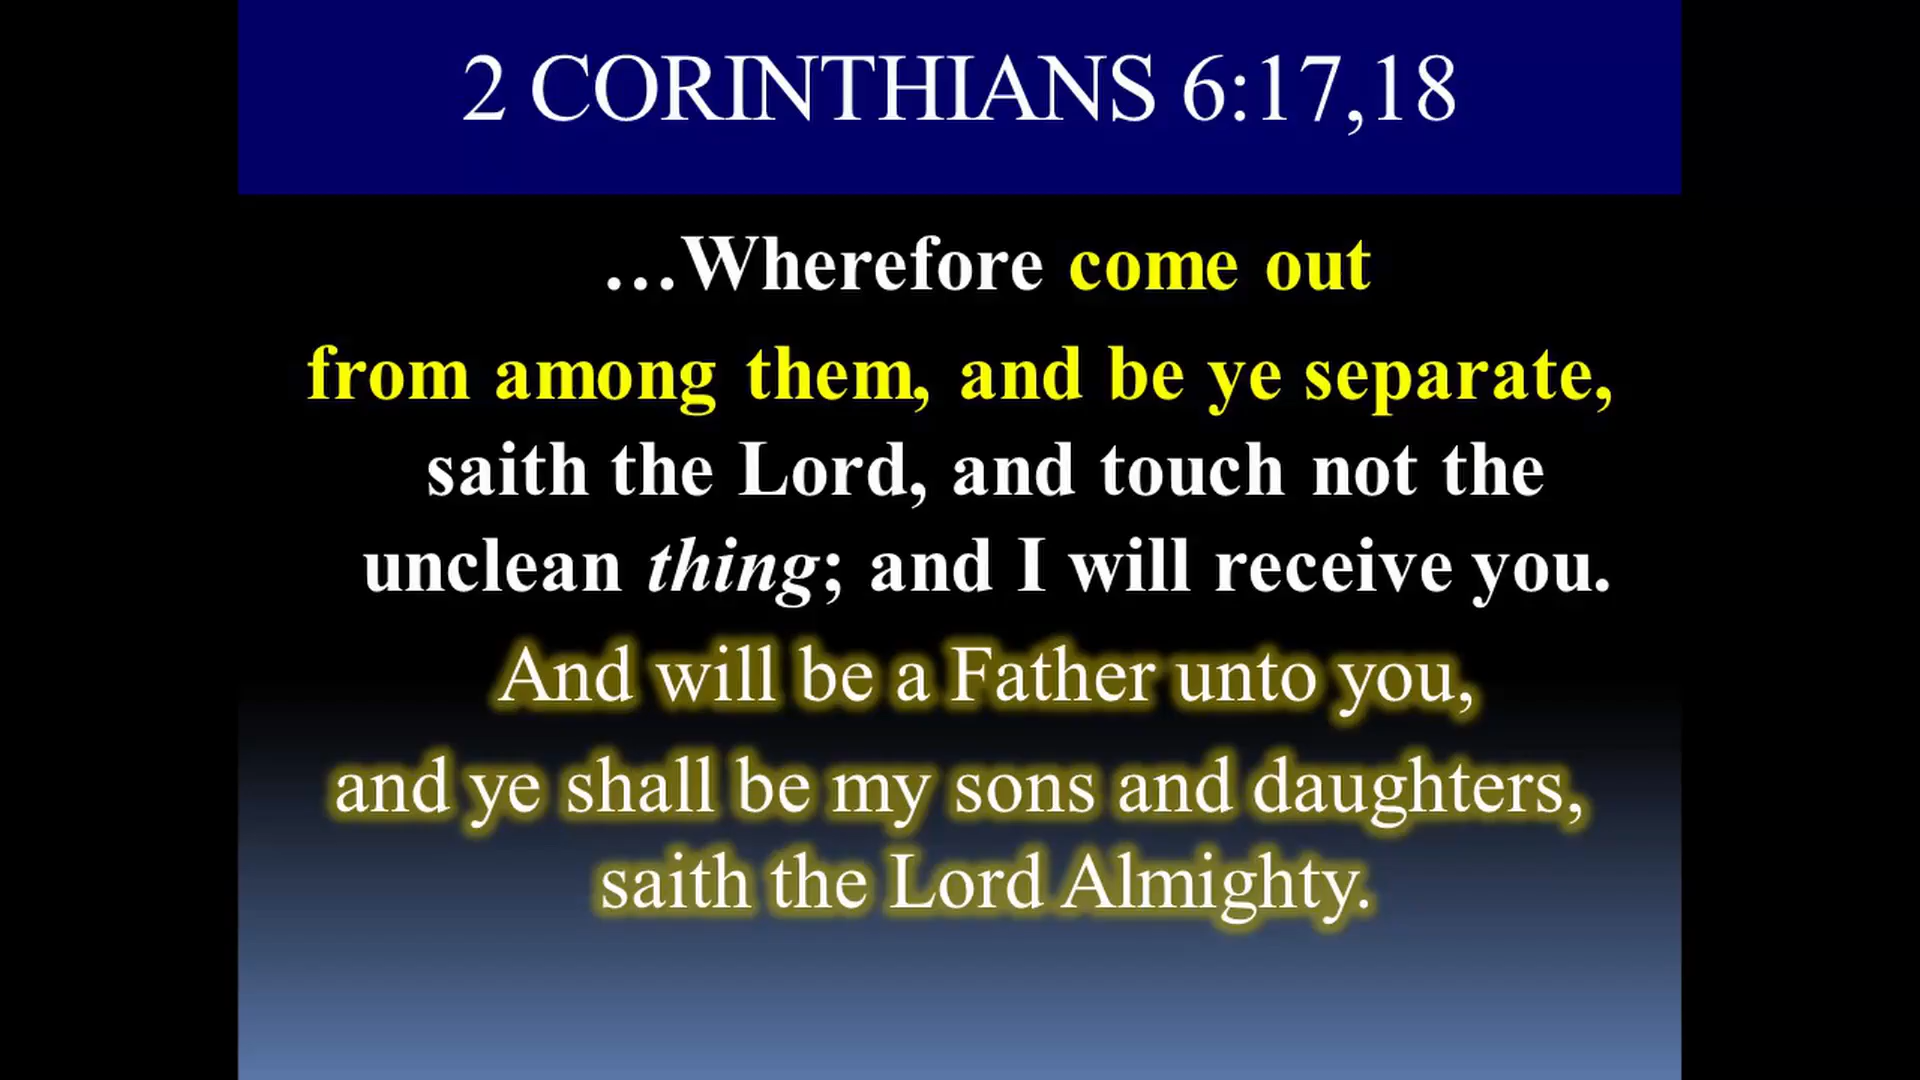 2 CORINTHIANS 6:17,18
…Wherefore come out
from among them, and be ye separate,
saith the Lord, and touch not the
unclean thing; and I will receive you.
And will be a Father unto you,
and ye shall be my sons and daughters,
saith the Lord Almighty.